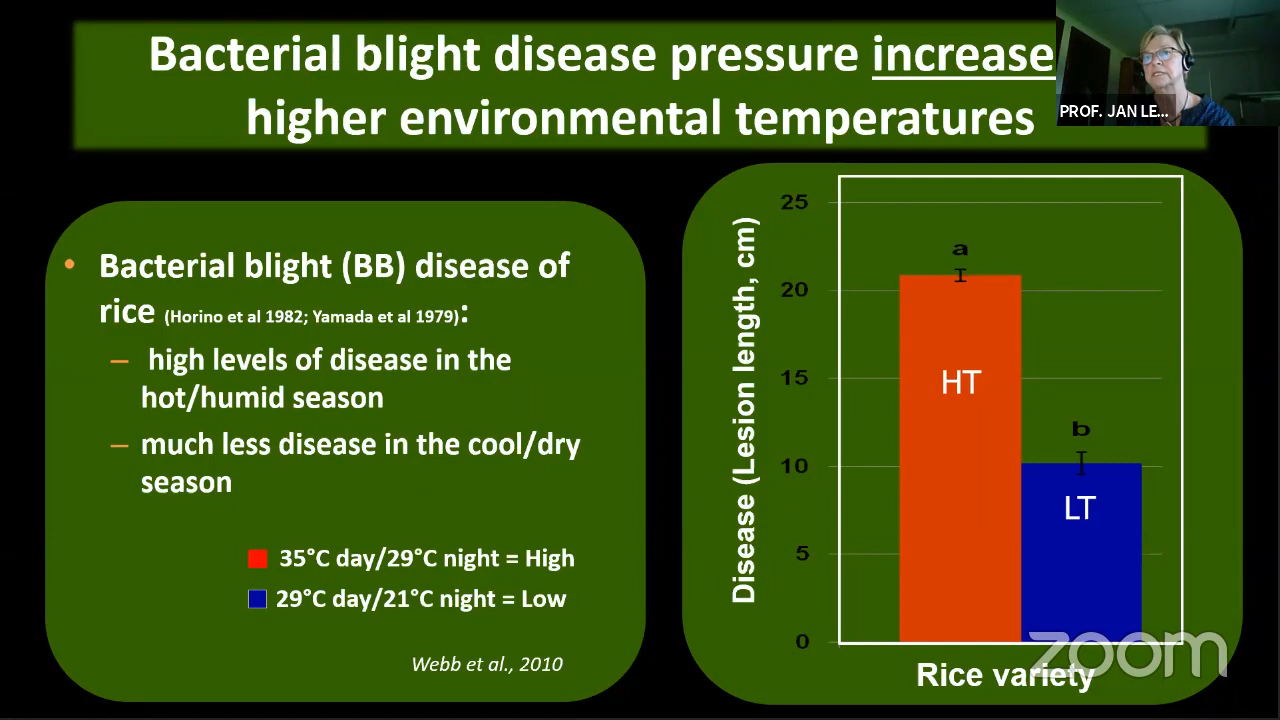 Bacterial blight disease pressure increase
higher environmental temperatures
PROF. JAN LE...
• Bacterial blight (BB) disease of
rice (Horino et al 1982; Yamada et al 1979):
– high levels of disease in the
hot/humid season
– much less disease in the cool/dry
season
35°C day/29°C night = High
29°C day/21°C night = Low
Webb et al., 2010
Disease (Lesion length, cm)
25
20
15
10
5
0
a
HT
b
LT
Rice variety
zoom